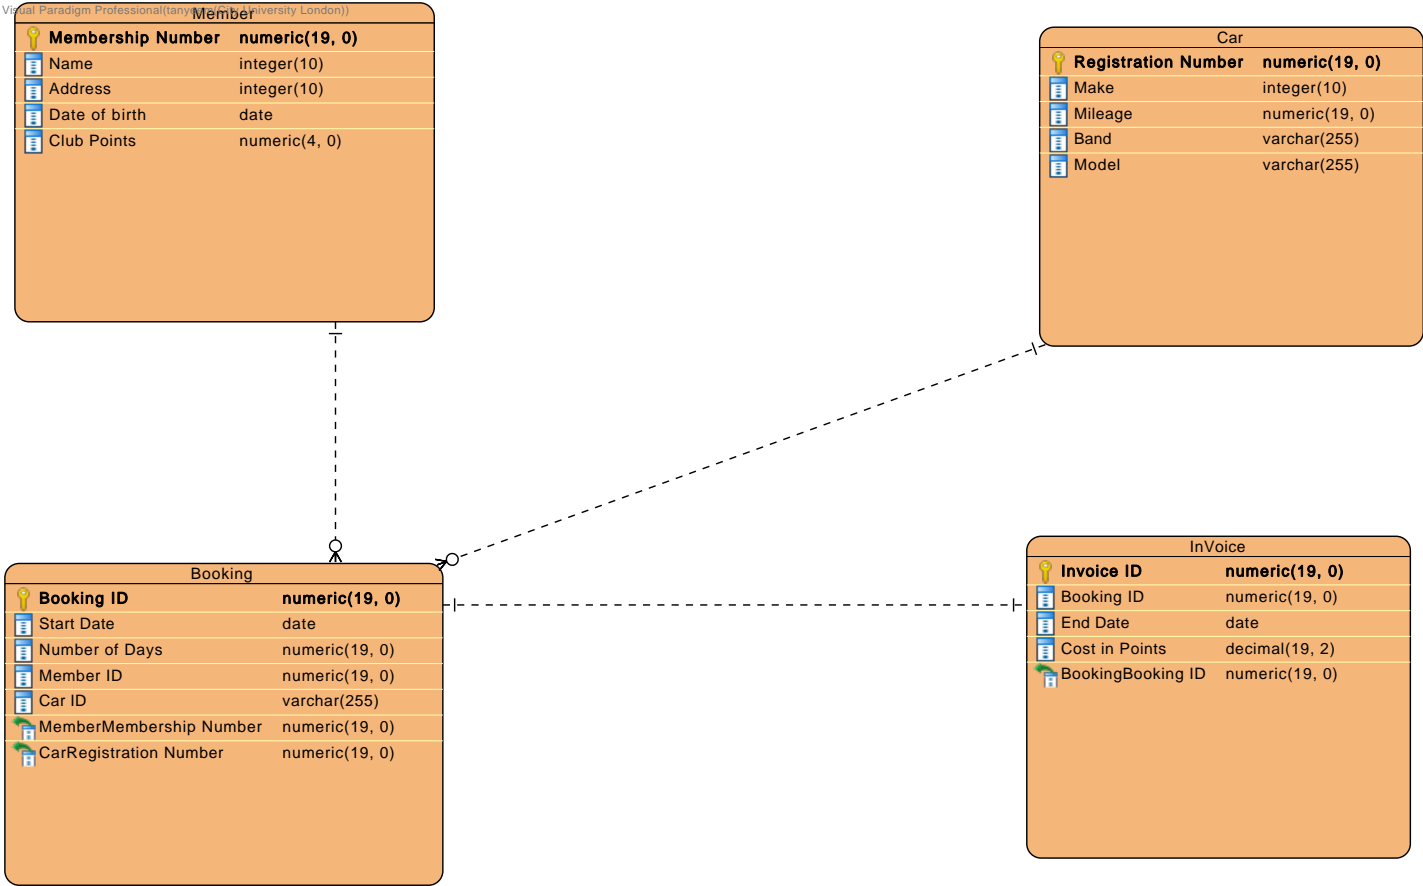 Visual Paradigm Professional(tanyeem(City University London))
Member
Membership Number numeric(19, 0)
Name integer(10)
Address integer(10)
Date of birth date
Club Points numeric(4, 0)
Car
Registration Number numeric(19, 0)
Make integer(10)
Mileage numeric(19, 0)
Band varchar(255)
Model varchar(255)
Booking
Booking ID numeric(19, 0)
Start Date date
Number of Days numeric(19, 0)
Member ID numeric(19, 0)
Car ID varchar(255)
MemberMembership Number numeric(19, 0)
CarRegistration Number numeric(19, 0)
InVoice
Invoice ID numeric(19, 0)
Booking ID numeric(19, 0)
End Date date
Cost in Points decimal(19, 2)
BookingBooking ID numeric(19, 0)